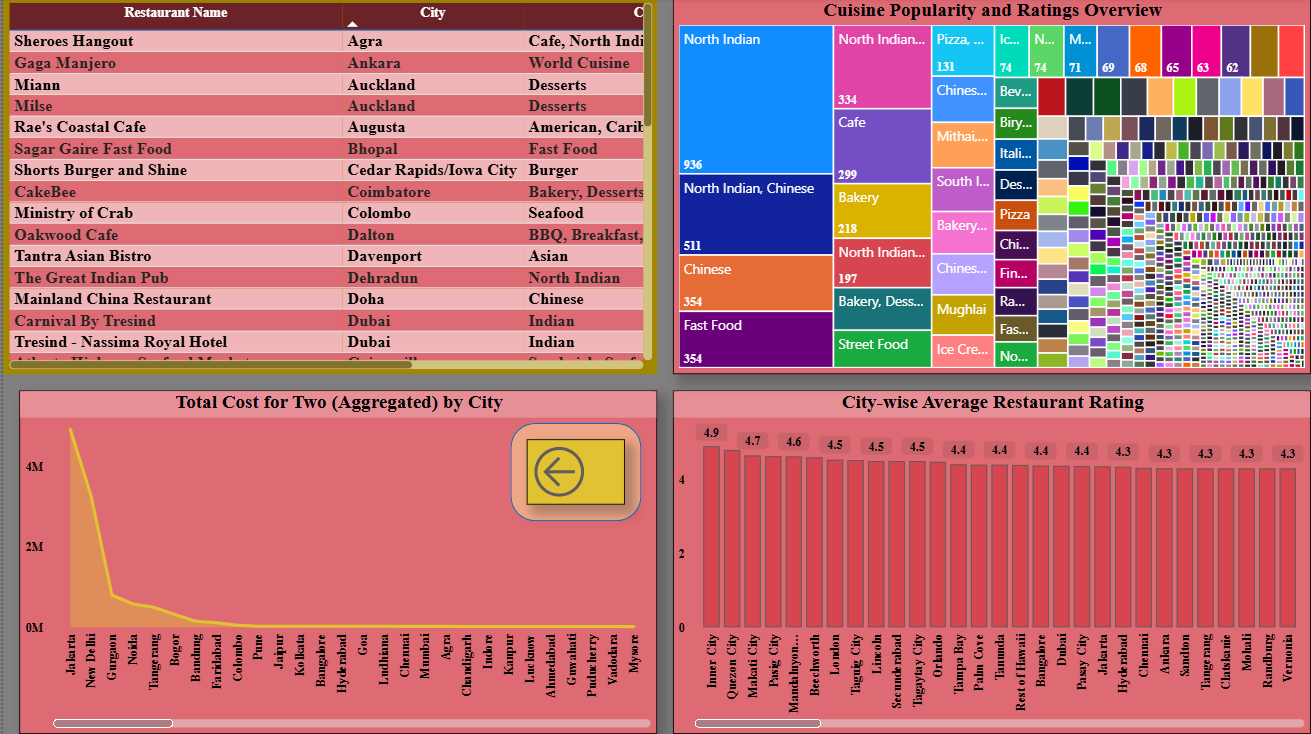 Restaurant Name City C
Sheroes Hangout Agra Cafe, North Indi
Gaga Manjero Ankara World Cuisine
Miann Auckland Desserts
Milse Auckland Desserts
Rae's Coastal Cafe Augusta American, Carib
Sagar Gaire Fast Food Bhopal Fast Food
Shorts Burger and Shine Cedar Rapids/Iowa City Burger
CakeBee Coimbatore Bakery, Desserts
Ministry of Crab Colombo Seafood
Oakwood Cafe Dalton BBQ, Breakfast,
Tantra Asian Bistro Davenport Asian
The Great Indian Pub Dehradun North Indian
Mainland China Restaurant Doha Chinese
Carnival By Tresind Dubai Indian
Tresind - Nassima Royal Hotel Dubai Indian
Cuisine Popularity and Ratings Overview
North Indian
936
North Indian, Chinese
511
Chinese
354
Fast Food
354
North Indian...
334
Cafe
299
Bakery
218
North Indian...
197
Bakery, Dess...
Street Food
Pizza, ...
131
Chines...
Mithai,...
South I...
Bakery...
Chines...
Mughlai
Ice Cre...
Ic...
74
N...
74
M...
71
69
68
65
63
62
Bev...
Biry...
Itali...
Des...
Pizza
Chi...
Fin...
Ra...
Fas...
No...
Total Cost for Two (Aggregated) by City
4M
2M
0M
Jakarta
New Delhi
Gurgaon
Noida
Tangerang
Bogor
Bandung
Faridabad
Colombo
Pune
Jaipur
Kolkata
Bangalore
Hyderabad
Goa
Ludhiana
Chennai
Mumbai
Agra
Chandigarh
Indore
Kanpur
Lucknow
Ahmedabad
Guwahati
Puducherry
Vadodara
Mysore
City-wise Average Restaurant Rating
4.9 4.7 4.6 4.5 4.5 4.5 4.4 4.4 4.4 4.4 4.3 4.3 4.3 4.3 4.3
4
2
0
Inner City
Quezon City
Makati City
Pasig City
Mandaluyon...
Beechworth
London
Taguig City
Lincoln
Secunderabad
Tagaytay City
Orlando
Tampa Bay
Palm Cove
Tanunda
Rest of Hawaii
Bangalore
Dubai
Pasay City
Jakarta
Hyderabad
Chennai
Ankara
Sandton
Tangerang
Clatskanie
Mohali
Randburg
Vernonia